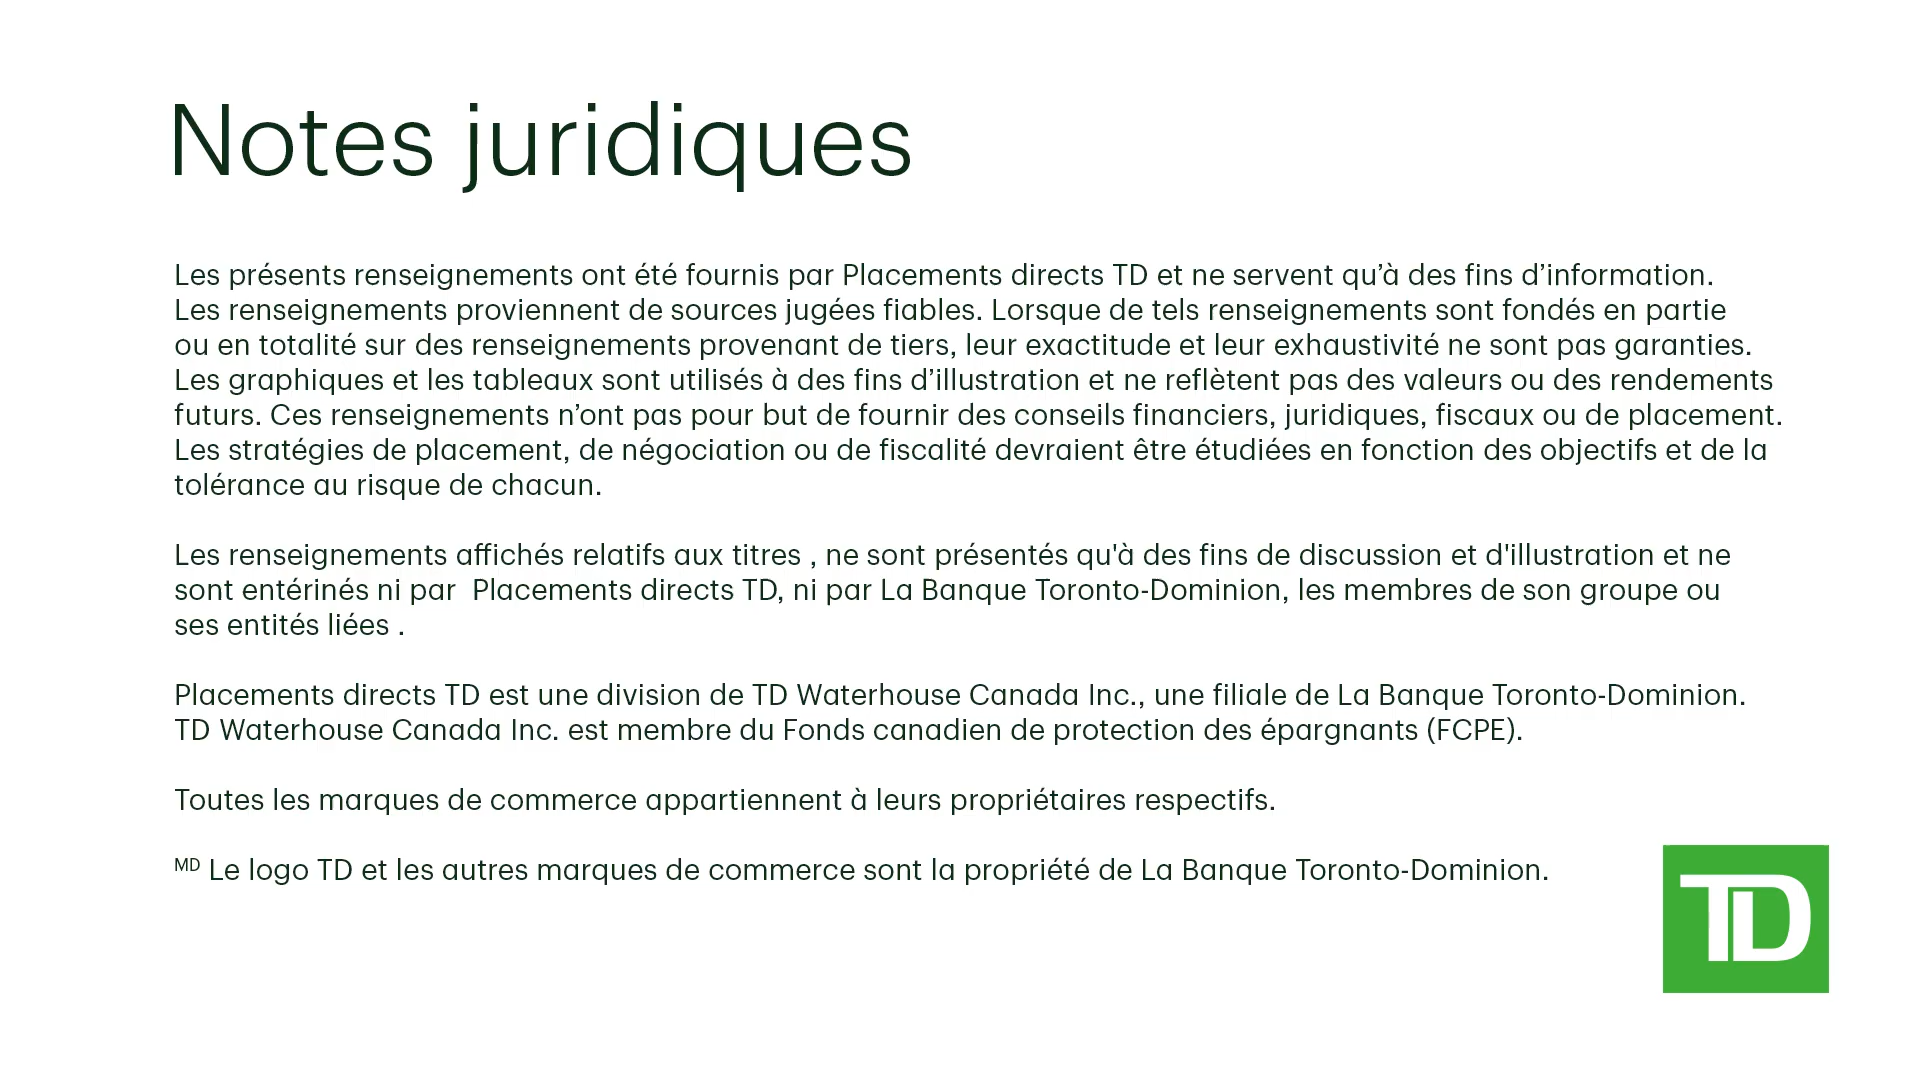 Notes juridiques
Les présents renseignements ont été fournis par Placements directs TD et ne servent qu’à des fins d’information.
Les renseignements proviennent de sources jugées fiables. Lorsque de tels renseignements sont fondés en partie
ou en totalité sur des renseignements provenant de tiers, leur exactitude et leur exhaustivité ne sont pas garanties.
Les graphiques et les tableaux sont utilisés à des fins d’illustration et ne reflètent pas des valeurs ou des rendements
futurs. Ces renseignements n’ont pas pour but de fournir des conseils financiers, juridiques, fiscaux ou de placement.
Les stratégies de placement, de négociation ou de fiscalité devraient être étudiées en fonction des objectifs et de la
tolérance au risque de chacun.
Les renseignements affichés relatifs aux titres , ne sont présentés qu'à des fins de discussion et d'illustration et ne
sont entérinés ni par  Placements directs TD, ni par La Banque Toronto-Dominion, les membres de son groupe ou
ses entités liées .
Placements directs TD est une division de TD Waterhouse Canada Inc., une filiale de La Banque Toronto-Dominion.
TD Waterhouse Canada Inc. est membre du Fonds canadien de protection des épargnants (FCPE).
Toutes les marques de commerce appartiennent à leurs propriétaires respectifs.
MD Le logo TD et les autres marques de commerce sont la propriété de La Banque Toronto-Dominion.
TD